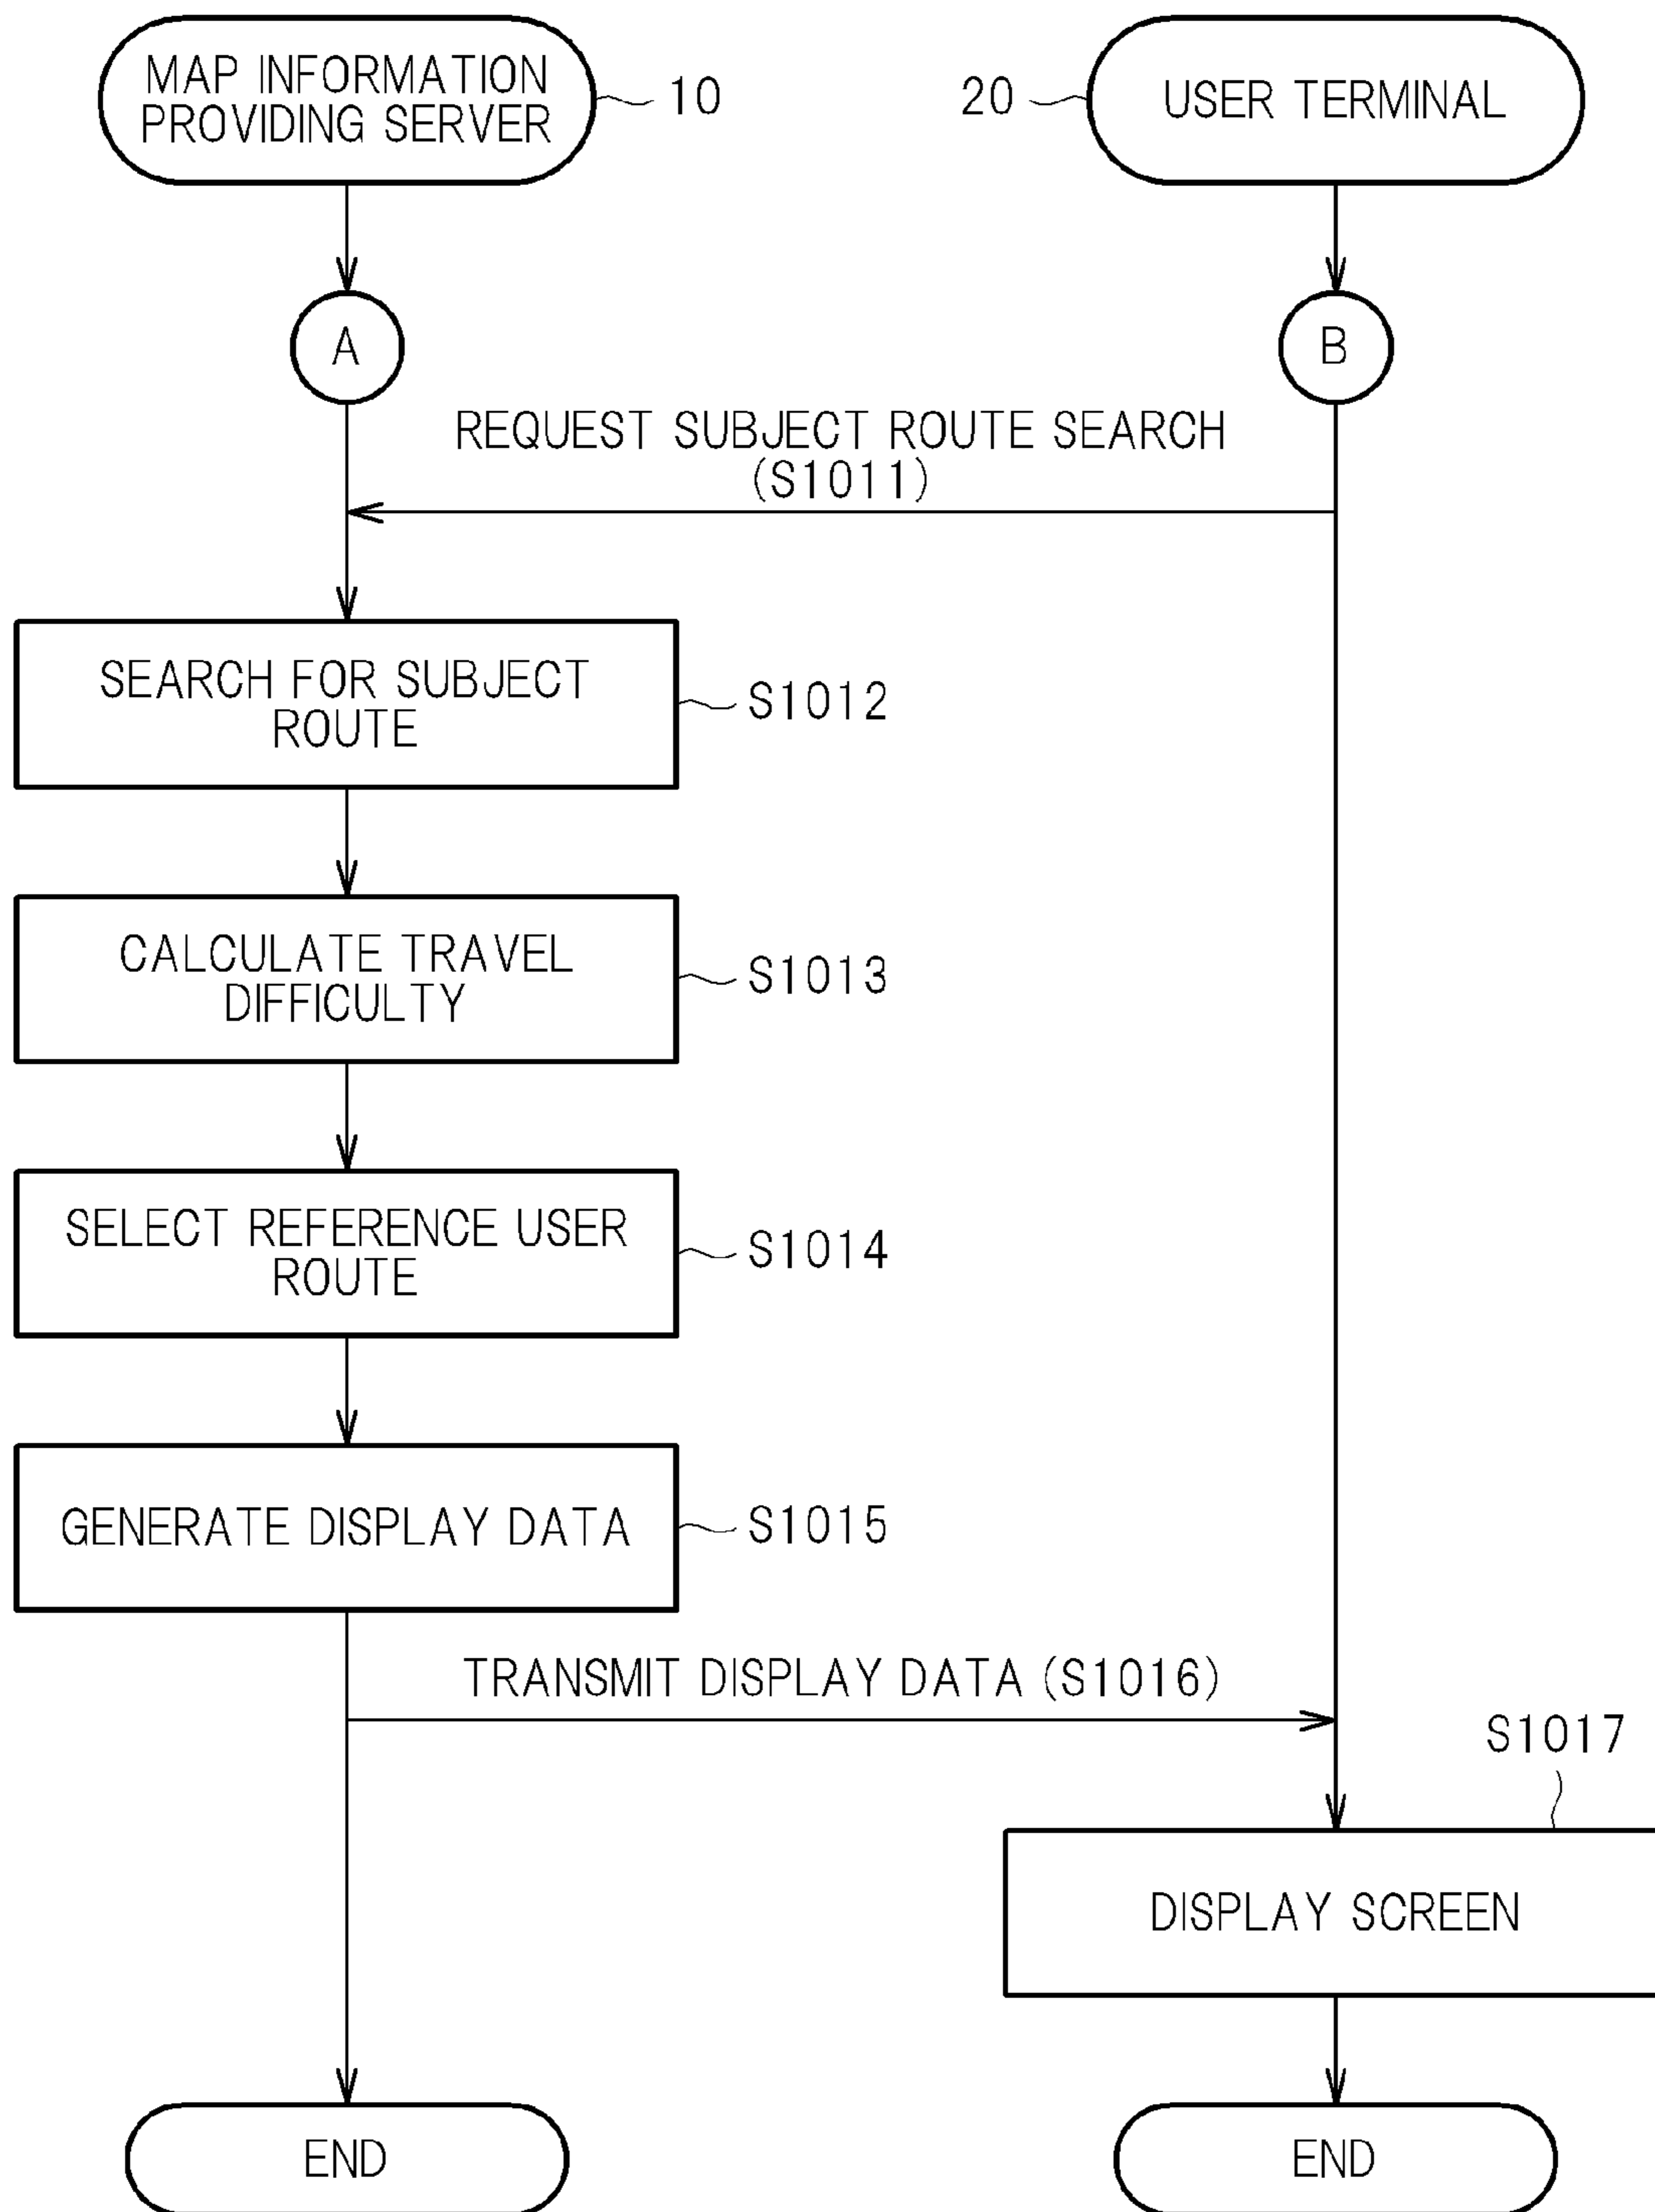 MAP INFORMATION
PROVIDING SERVER
10
20
USER TERMINAL
A
B
REQUEST SUBJECT ROUTE SEARCH
(S1011)
SEARCH FOR SUBJECT
ROUTE
S1012
CALCULATE TRAVEL
DIFFICULTY
S1013
SELECT REFERENCE USER
ROUTE
S1014
GENERATE DISPLAY DATA
S1015
TRANSMIT DISPLAY DATA (S1016)
S1017
DISPLAY SCREEN
END
END